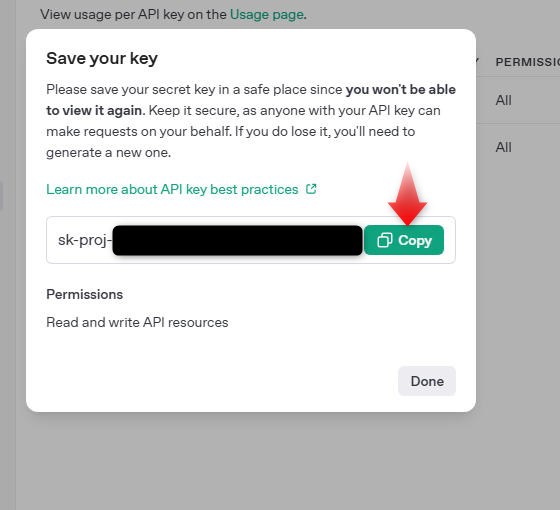 View usage per API key on the Usage page.
Save your key
PERMISSIO
Please save your secret key in a safe place since you won't be able
to view it again. Keep it secure, as anyone with your API key can
make requests on your behalf. If you do lose it, you'll need to
generate a new one.
All
All
Learn more about API key best practices
sk-proj-
Copy
Permissions
Read and write API resources
Done